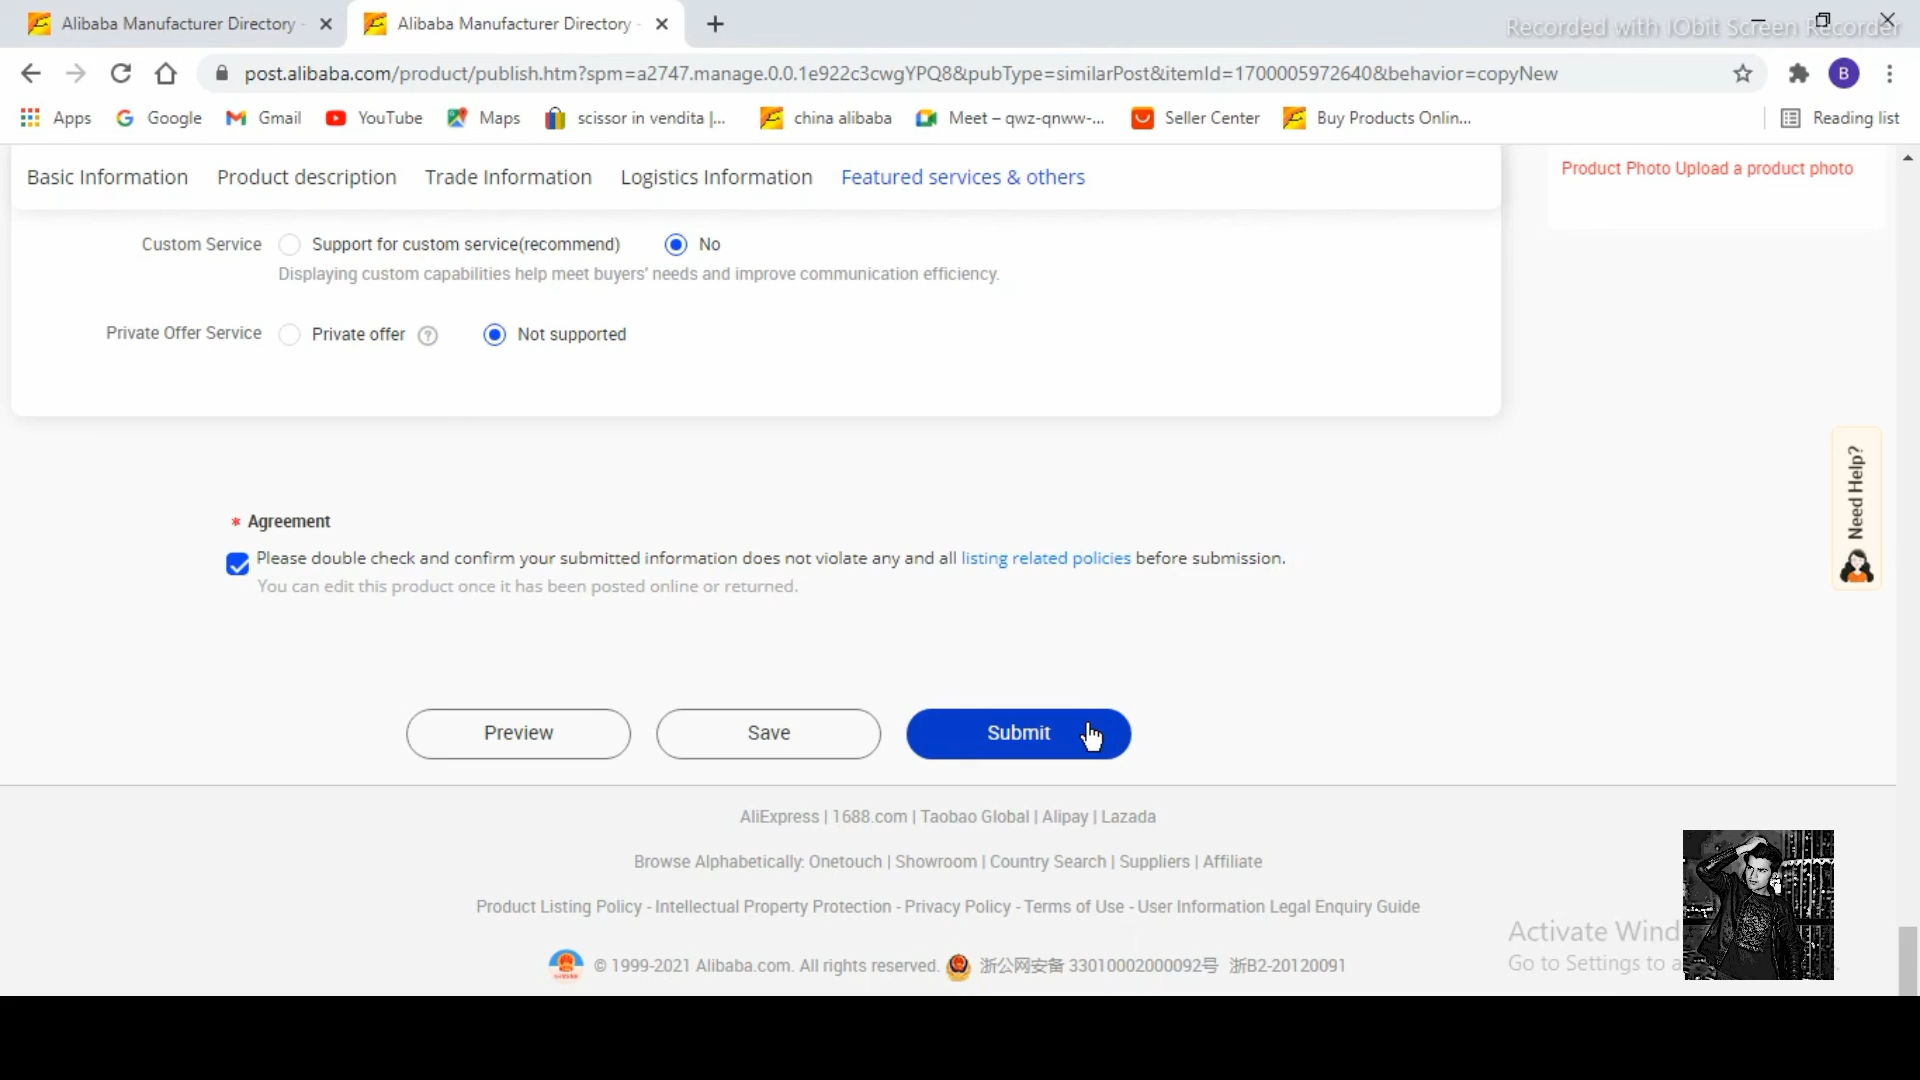 Alibaba Manufacturer Directory -
Alibaba Manufacturer Directory -
Recorded with IObit Screen Recorder
post.alibaba.com/product/publish.htm?spm=a2747.manage.0.0.1e922c3cwgYPQ8&pubType=similarPost&itemId=1700005972640&behavior=copyNew
B
Apps
Google
Gmail
YouTube
Maps
scissor in vendita |...
china alibaba
Meet – qwz-qnww-...
Seller Center
Buy Products Onlin...
Reading list
Basic Information
Product description
Trade Information
Logistics Information
Featured services & others
Product Photo Upload a product photo
Custom Service
Support for custom service(recommend)
No
Displaying custom capabilities help meet buyers' needs and improve communication efficiency.
Private Offer Service
Private offer
?
Not supported
Need Help?
* Agreement
Please double check and confirm your submitted information does not violate any and all listing related policies before submission.
You can edit this product once it has been posted online or returned.
Preview
Save
Submit
AliExpress | 1688.com | Taobao Global | Alipay | Lazada
Browse Alphabetically: Onetouch | Showroom | Country Search | Suppliers | Affiliate
Product Listing Policy - Intellectual Property Protection - Privacy Policy - Terms of Use - User Information Legal Enquiry Guide
© 1999-2021 Alibaba.com. All rights reserved. 浙公网安备 33010002000092号 浙B2-20120091
Activate Wind
Go to Settings to a